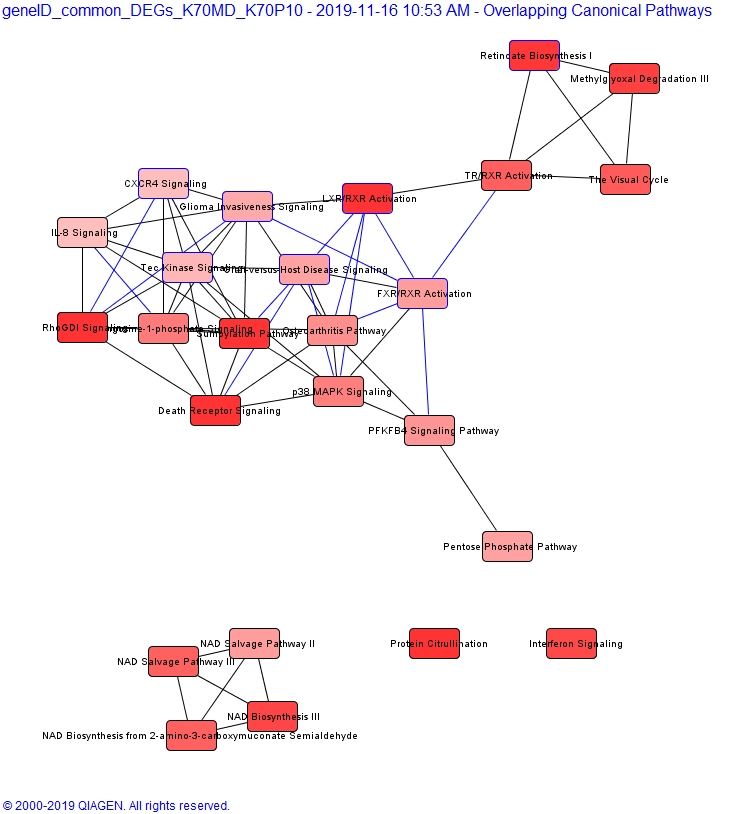 geneID_common_DEGs_K70MD_K70P10 - 2019-11-16 10:53 AM - Overlapping Canonical Pathways
Retinoate Biosynthesis I
Methylglyoxal Degradation III
TR/RXR Activation
The Visual Cycle
CXCR4 Signaling
Glioma Invasiveness Signaling
LXR/RXR Activation
IL-8 Signaling
Tec Kinase Signaling
Graft-versus-Host Disease Signaling
FXR/RXR Activation
RhoGDI Signaling
-1-phosphate Signaling
Sumoylation Pathway
Osteoarthritis Pathway
p38 MAPK Signaling
Death Receptor Signaling
PFKFB4 Signaling Pathway
Pentose Phosphate Pathway
NAD Salvage Pathway II
NAD Salvage Pathway III
Protein Citrullination
Interferon Signaling
NAD Biosynthesis III
NAD Biosynthesis from 2-amino-3-carboxymuconate Semialdehyde
© 2000-2019 QIAGEN. All rights reserved.